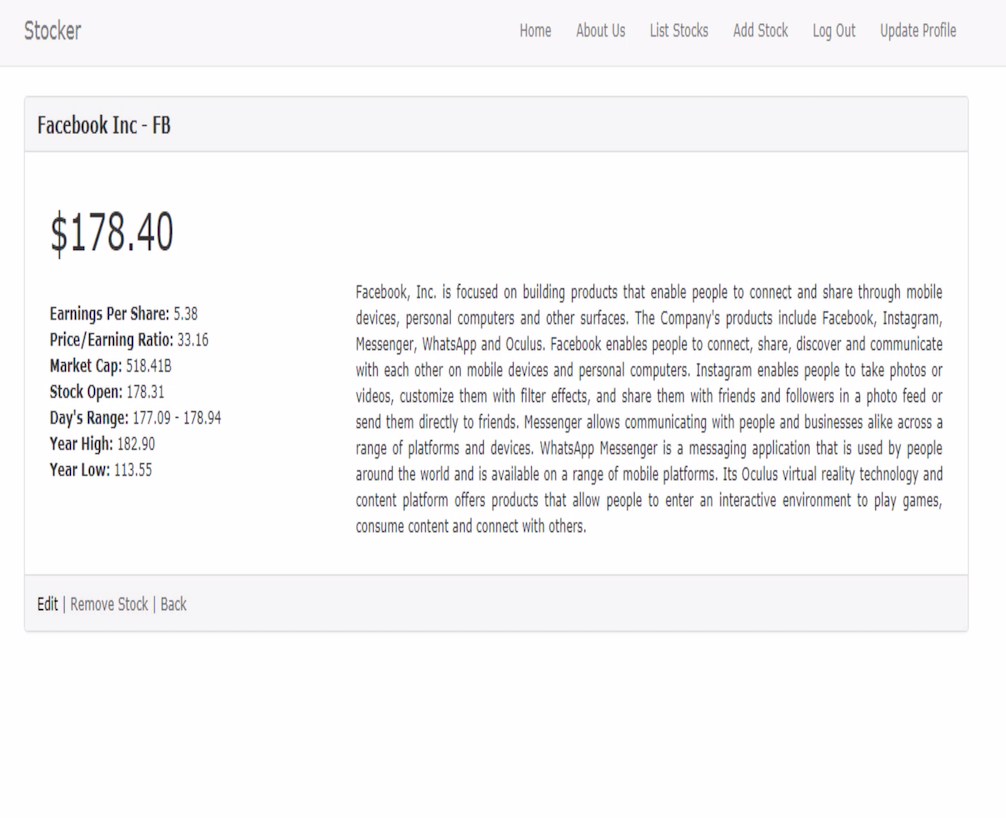 Stocker
Home About Us List Stocks Add Stock Log Out Update Profile
Facebook Inc - FB
$178.40
Earnings Per Share: 5.38
Price/Earning Ratio: 33.16
Market Cap: 518.41B
Stock Open: 178.31
Day's Range: 177.09 - 178.94
Year High: 182.90
Year Low: 113.55
Facebook, Inc. is focused on building products that enable people to connect and share through mobile
devices, personal computers and other surfaces. The Company's products include Facebook, Instagram,
Messenger, WhatsApp and Oculus. Facebook enables people to connect, share, discover and communicate
with each other on mobile devices and personal computers. Instagram enables people to take photos or
videos, customize them with filter effects, and share them with friends and followers in a photo feed or
send them directly to friends. Messenger allows communicating with people and businesses alike across a
range of platforms and devices. WhatsApp Messenger is a messaging application that is used by people
around the world and is available on a range of mobile platforms. Its Oculus virtual reality technology and
content platform offers products that allow people to enter an interactive environment to play games,
consume content and connect with others.
Edit | Remove Stock | Back